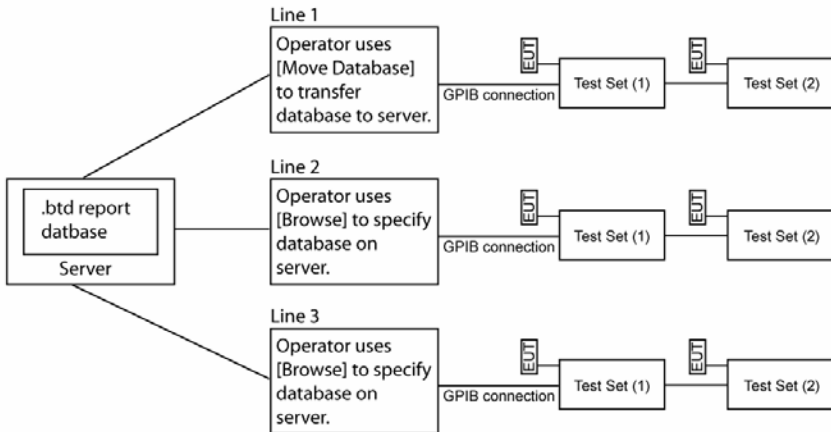 Line 1
Operator uses
[Move Database]
to transfer
database to server.
GPIB connection
EUT
Test Set (1)
EUT
Test Set (2)
.btd report
datbase
Server
Line 2
Operator uses
[Browse] to specify
database on
server.
GPIB connection
EUT
Test Set (1)
EUT
Test Set (2)
Line 3
Operator uses
[Browse] to specify
database on
server.
GPIB connection
EUT
Test Set (1)
EUT
Test Set (2)